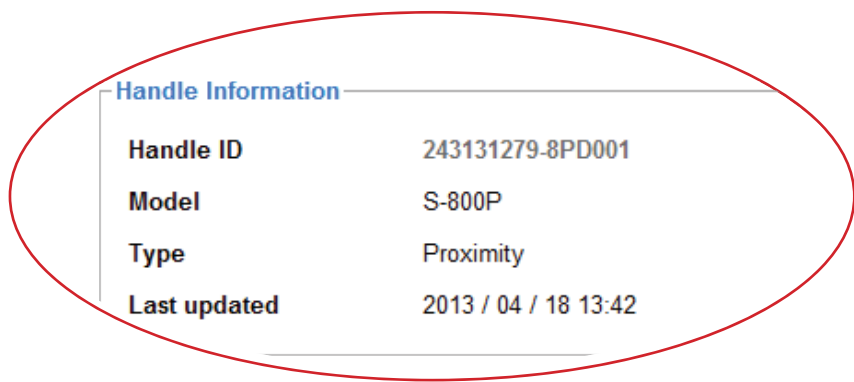 Handle Information
Handle ID 243131279-8PD001
Model S-800P
Type Proximity
Last updated 2013 / 04 / 18 13:42